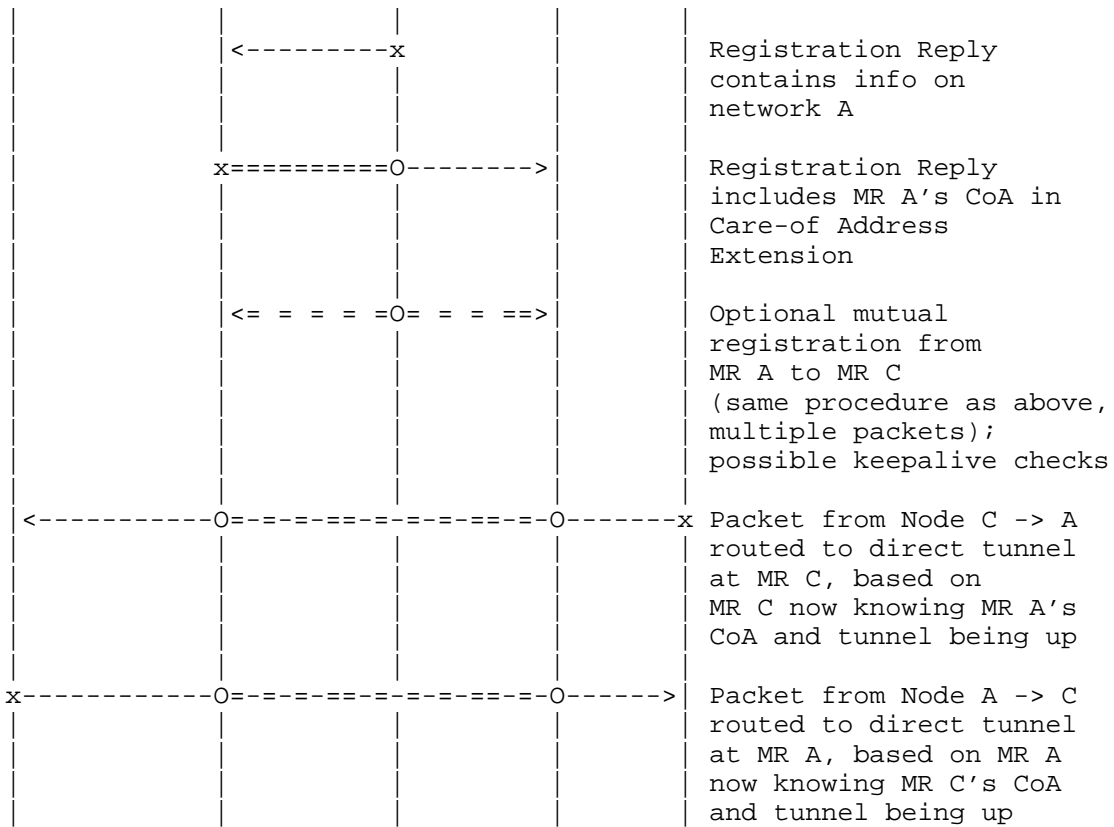 Registration Reply
contains info on
network A
Registration Reply
includes MR A's CoA in
Care-of Address
Extension
Optional mutual
registration from
MR A to MR C
(same procedure as above,
multiple packets);
possible keepalive checks
Packet from Node C -> A
routed to direct tunnel
at MR C, based on
MR C now knowing MR A's
CoA and tunnel being up
Packet from Node A -> C
routed to direct tunnel
at MR A, based on MR A
now knowing MR C's CoA
and tunnel being up